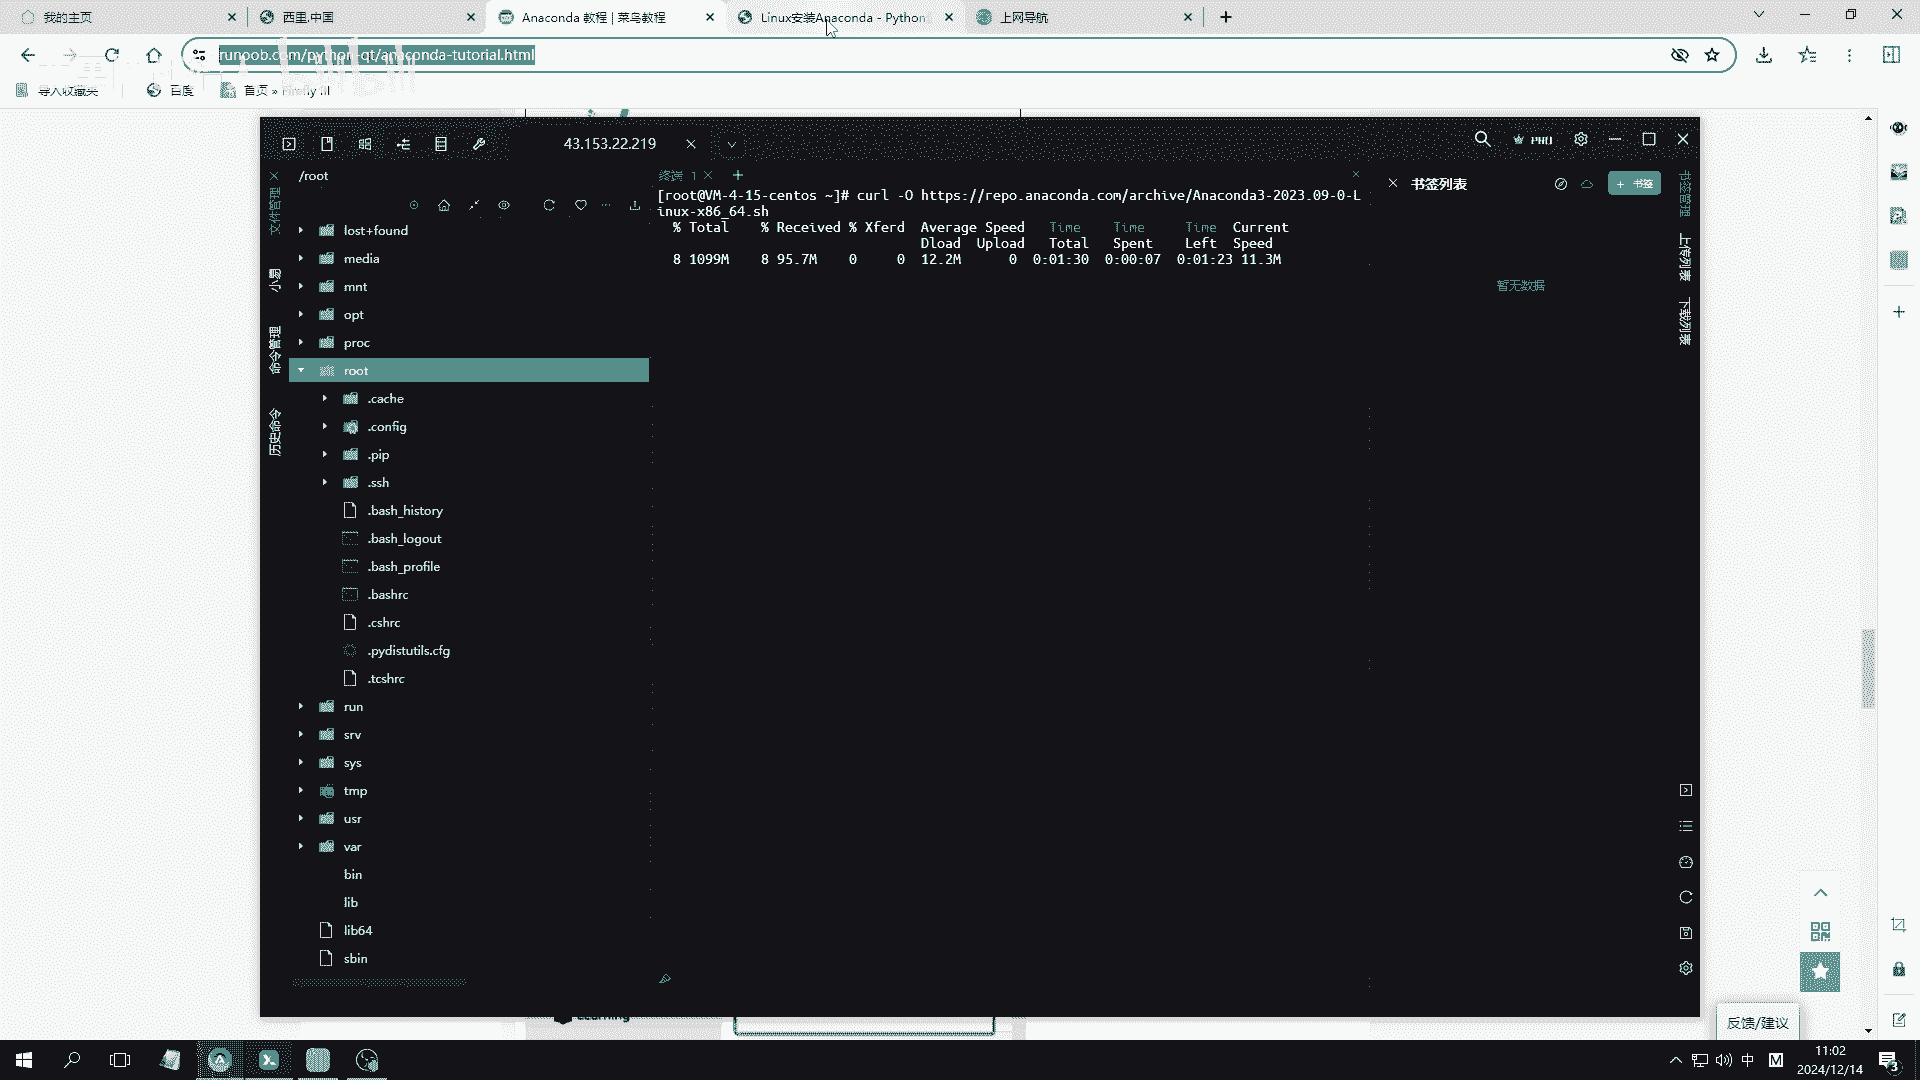 我的主页
西里.中国
Anaconda 教程 | 菜鸟教程
Linux安装Anaconda - Python
上网导航
runoob.com/python-qt/anaconda-tutorial.html
导入收藏夹
百度
首页 » Firefly III
43.153.22.219
PRO
/root
文件管理
小易
命令管理
历史命令
lost+found
media
mnt
opt
proc
root
.cache
.config
.pip
.ssh
.bash_history
.bash_logout
.bash_profile
.bashrc
.cshrc
.pydistutils.cfg
.tcshrc
run
srv
sys
tmp
usr
var
bin
lib
lib64
sbin
终端 1
[root@VM-4-15-centos ~]# curl -O https://repo.anaconda.com/archive/Anaconda3-2023.09-0-L
inux-x86_64.sh
% Total % Received % Xferd Average Speed Time Time Time Current
Dload Upload Total Spent Left Speed
8 1099M 8 95.7M 0 0 12.2M 0 0:01:30 0:00:07 0:01:23 11.3M
书签列表
+ 书签
暂无数据
书签管理
上传列表
下载列表
反馈/建议
中
M
11:02
2024/12/14
3